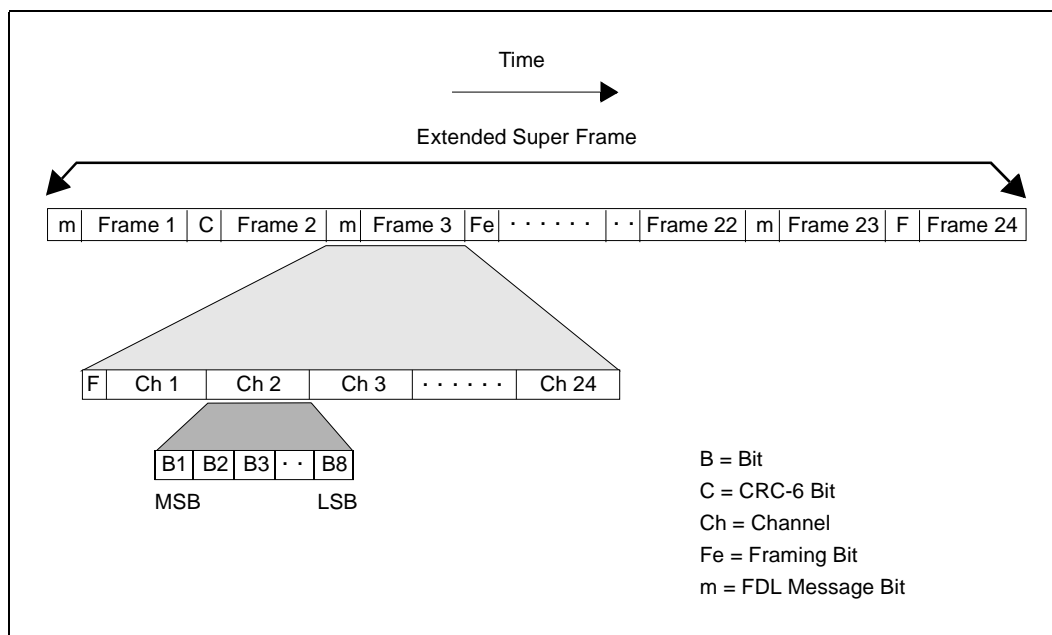 Time
Extended Super Frame
m Frame 1 C Frame 2 m Frame 3 Fe · · · · · · · · Frame 22 m Frame 23 F Frame 24
F Ch 1 Ch 2 Ch 3 · · · · · · Ch 24
B1 B2 B3 · · B8
MSB LSB
B = Bit
C = CRC-6 Bit
Ch = Channel
Fe = Framing Bit
m = FDL Message Bit